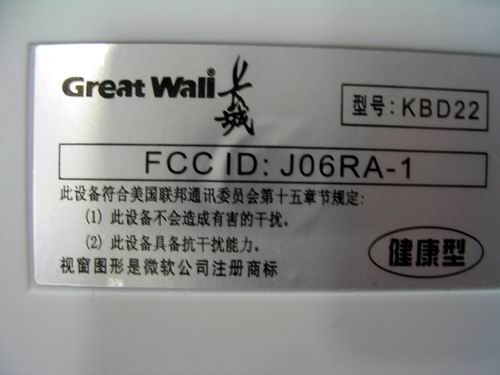 Great Wall® 长城
型号: KBD22
FCC ID: J06RA-1
此设备符合美国联邦通讯委员会第十五章节规定:
(1) 此设备不会造成有害的干扰。
(2) 此设备具备抗干扰能力。
视窗图形是微软公司注册商标
健康型